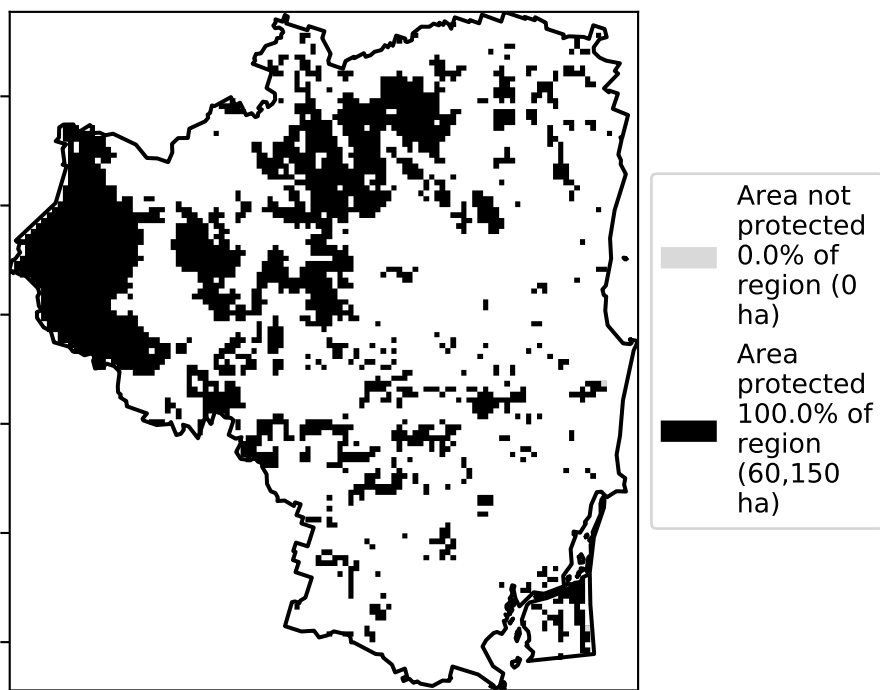 Area not
protected
0.0% of
region (0
ha)
Area
protected
100.0% of
region
(60,150
ha)